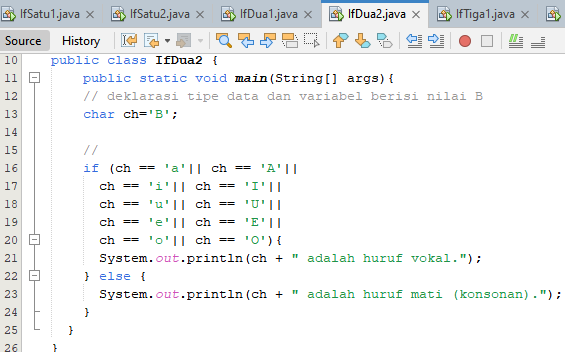 IfSatu1.java × IfSatu2.java × IfDua1.java × IfDua2.java × IfTiga1.java ×
Source History
10 public class IfDua2 {
11 public static void main(String[] args){
12 // deklarasi tipe data dan variabel berisi nilai B
13 char ch='B';
14
15 //
16 if (ch == 'a'|| ch == 'A'||
17 ch == 'i'|| ch == 'I'||
18 ch == 'u'|| ch == 'U'||
19 ch == 'e'|| ch == 'E'||
20 ch == 'o'|| ch == 'O'){
21 System.out.println(ch + " adalah huruf vokal.");
22 } else {
23 System.out.println(ch + " adalah huruf mati (konsonan).");
24 }
25 }
26 }